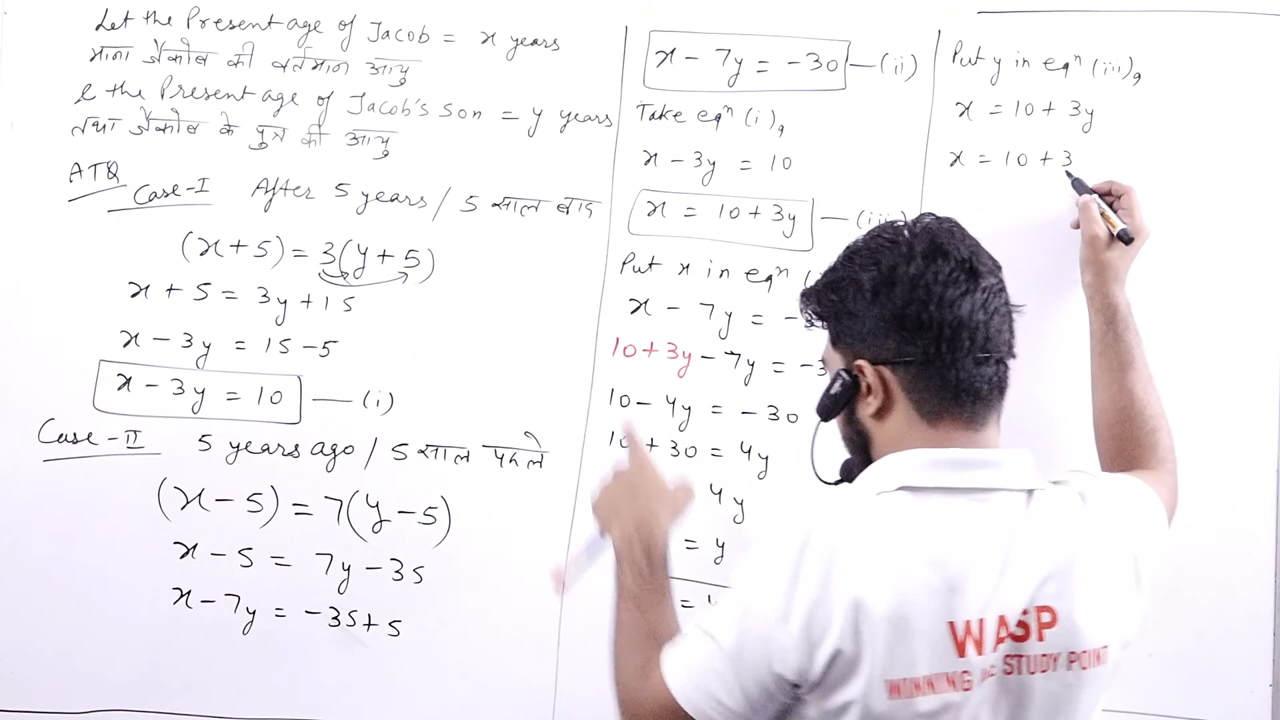 Let the Present age of Jacob = x years
माना जैकोब की वर्तमान आयु
& the Present age of Jacob's Son = y years
तथा जैकोब के पुत्र की आयु
ATQ
Case-I After 5 years / 5 साल बाद
(x+5) = 3(y+5)
x + 5 = 3y + 15
x - 3y = 15 - 5
x - 3y = 10 — (i)
Case-II 5 years ago / 5 साल पहले
(x-5) = 7(y-5)
x - 5 = 7y - 35
x - 7y = -35 + 5
x - 7y = -30 — (ii)
Take eqⁿ (i),
x - 3y = 10
x = 10 + 3y — (iii)
Put x in eqⁿ
x - 7y =
10 + 3y - 7y =
10 - 4y = -30
10 + 30 = 4y
4y
= y
=
Put y in eqⁿ (iii),
x = 10 + 3y
x = 10 + 3
WASP
WINNING STUDY POINT